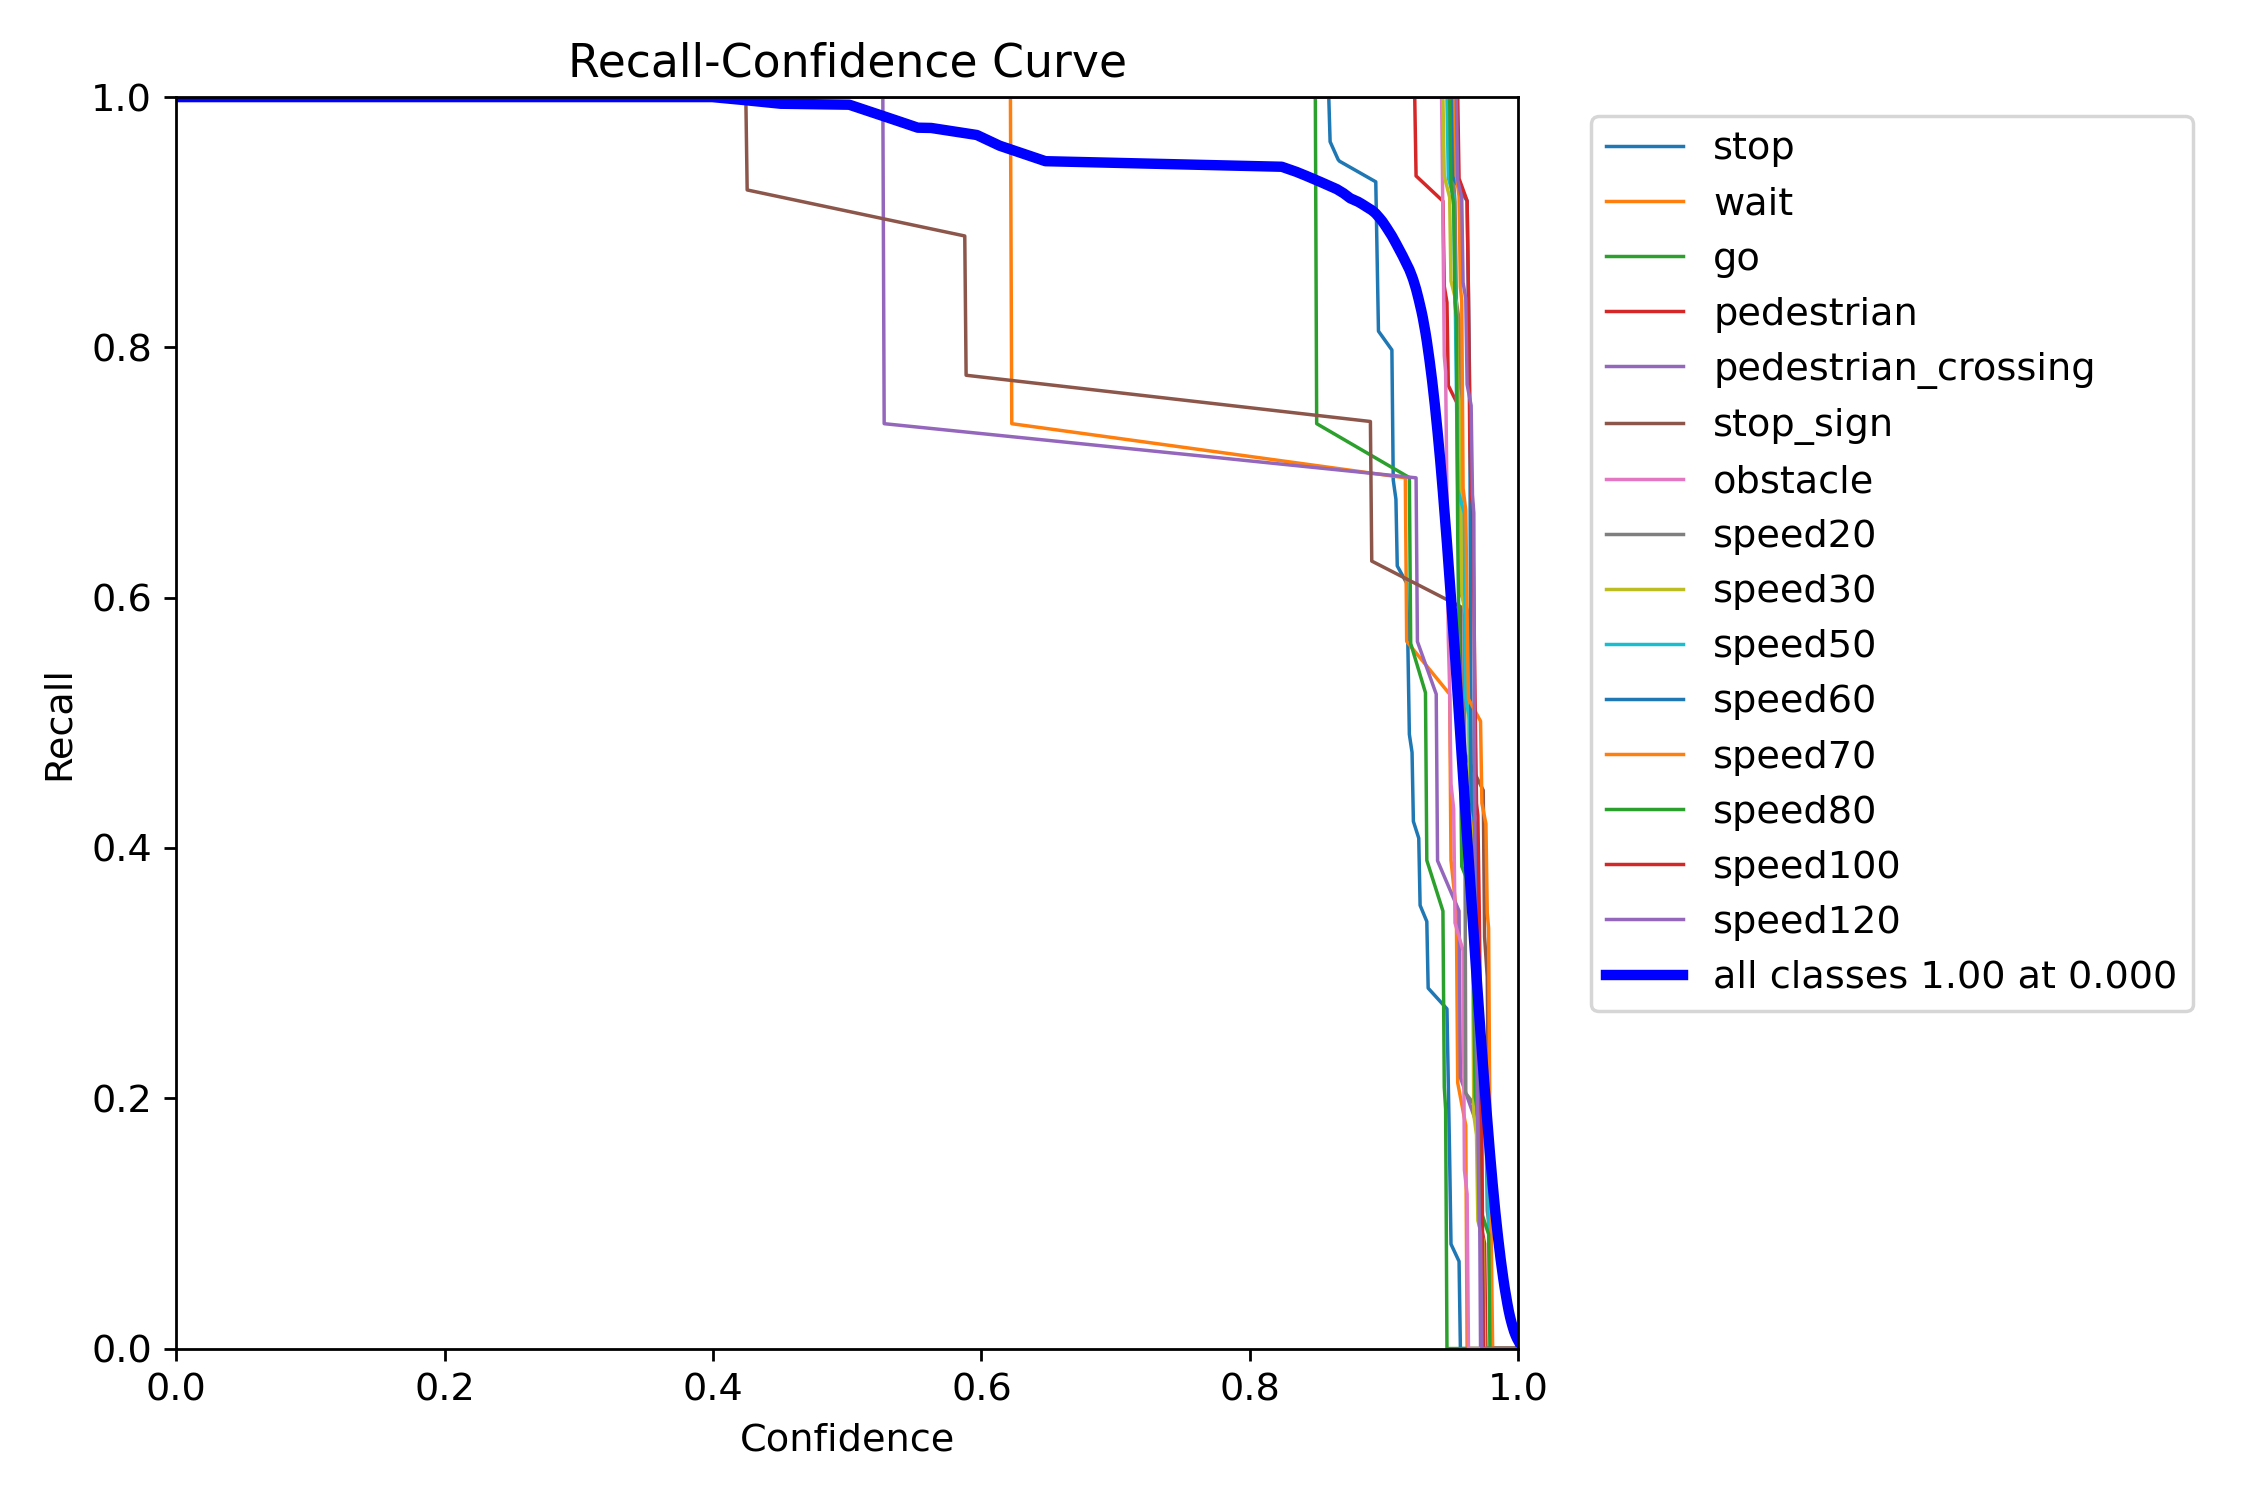 Recall-Confidence Curve
1.0
0.8
0.6
0.4
0.2
0.0
Recall
0.0 0.2 0.4 0.6 0.8 1.0
Confidence
stop
wait
go
pedestrian
pedestrian_crossing
stop_sign
obstacle
speed20
speed30
speed50
speed60
speed70
speed80
speed100
speed120
all classes 1.00 at 0.000